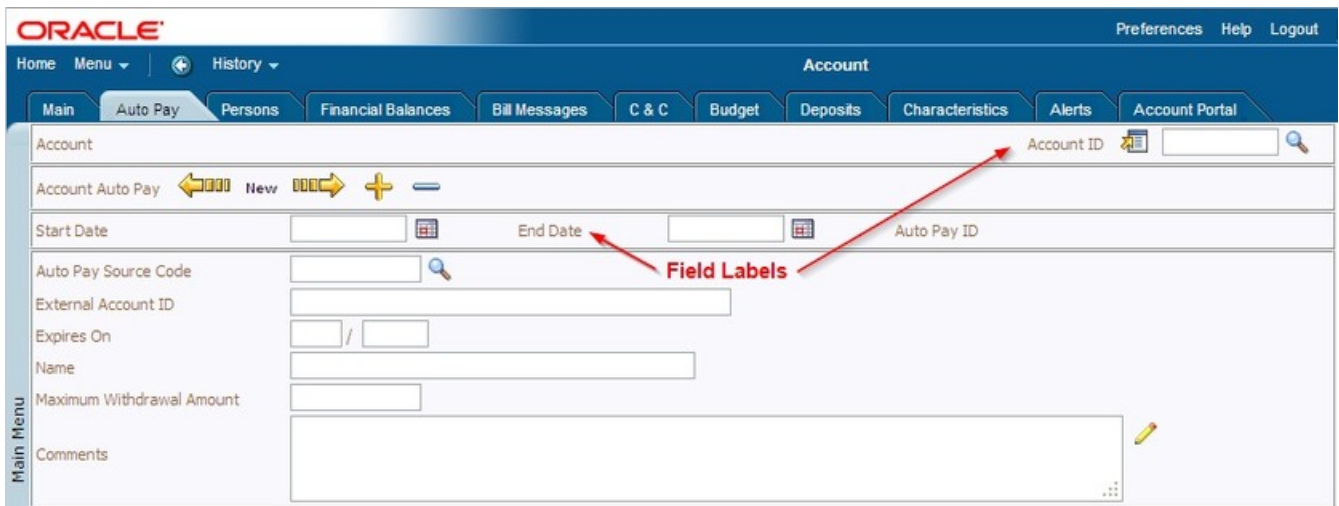 ORACLE
Preferences Help Logout
Home Menu History Account
Main Auto Pay Persons Financial Balances Bill Messages C & C Budget Deposits Characteristics Alerts Account Portal
Account Account ID
Account Auto Pay New
Start Date End Date Auto Pay ID
Auto Pay Source Code Field Labels
External Account ID
Expires On /
Name
Maximum Withdrawal Amount
Comments
Main Menu